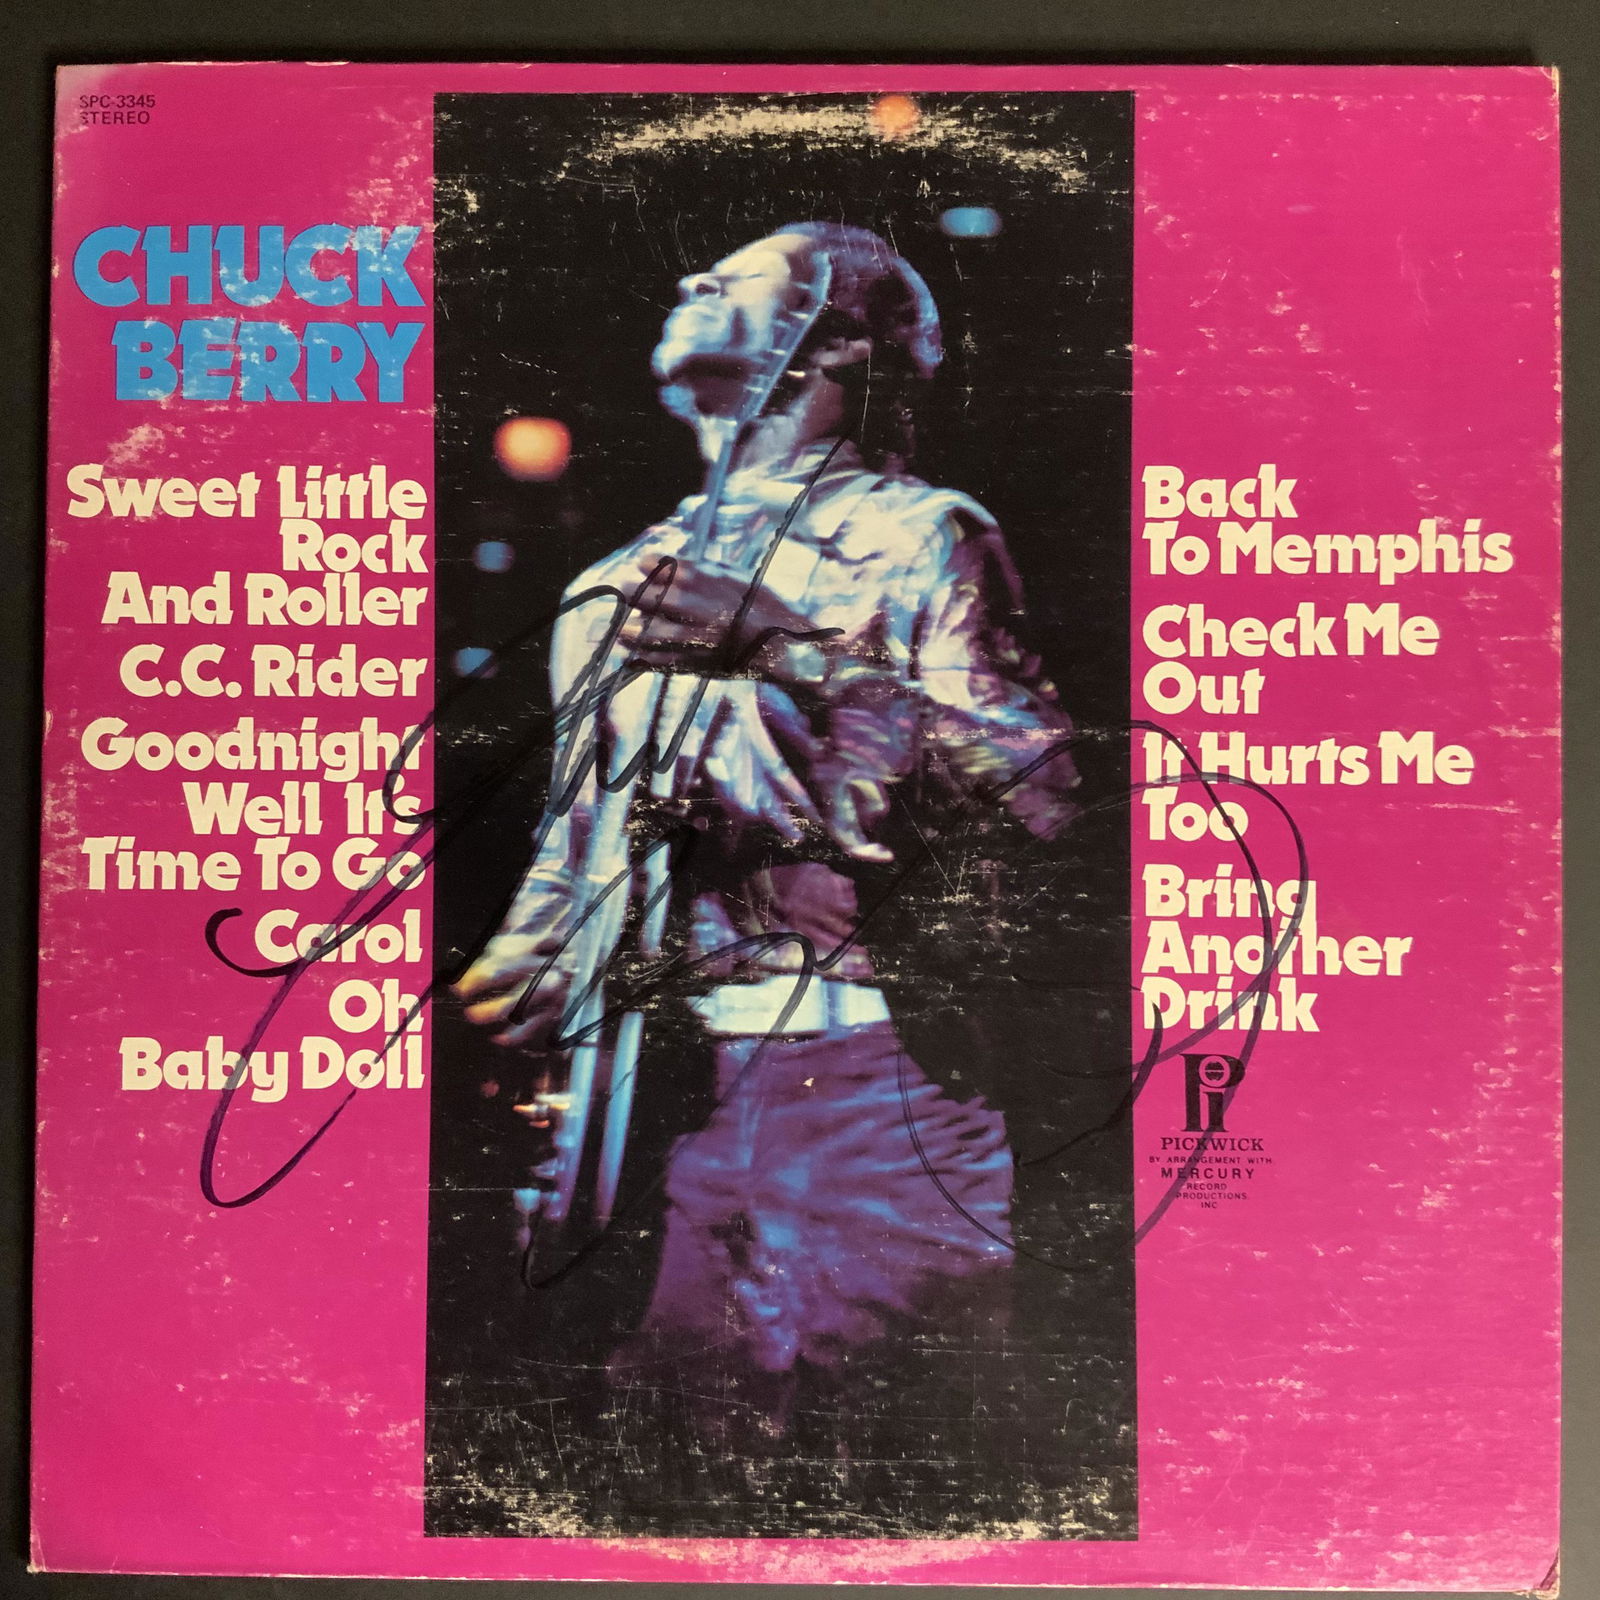 SPC-3345
STEREO
CHUCK
BERRY
Sweet Little
Rock
And Roller
C.C. Rider
Goodnight
Well It's
Time To Go
Carol
Oh
Baby Doll
Back
To Memphis
Check Me
Out
It Hurts Me
Too
Bring
Another
Drink
Pi
PICKWICK
BY ARRANGEMENT WITH
MERCURY
RECORD
PRODUCTIONS,
INC